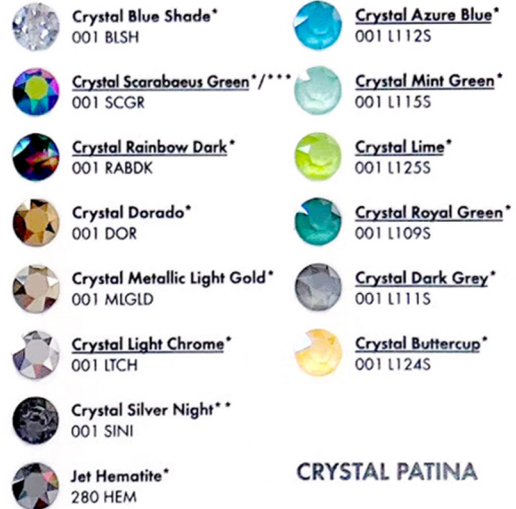 Crystal Blue Shade*
001 BLSH
Crystal Scarabaeus Green*/***
001 SCGR
Crystal Rainbow Dark*
001 RABDK
Crystal Dorado*
001 DOR
Crystal Metallic Light Gold*
001 MLGLD
Crystal Light Chrome*
001 LTCH
Crystal Silver Night**
001 SINI
Jet Hematite*
280 HEM
Crystal Azure Blue*
001 L112S
Crystal Mint Green*
001 L115S
Crystal Lime*
001 L125S
Crystal Royal Green*
001 L109S
Crystal Dark Grey*
001 L111S
Crystal Buttercup*
001 L124S
CRYSTAL PATINA